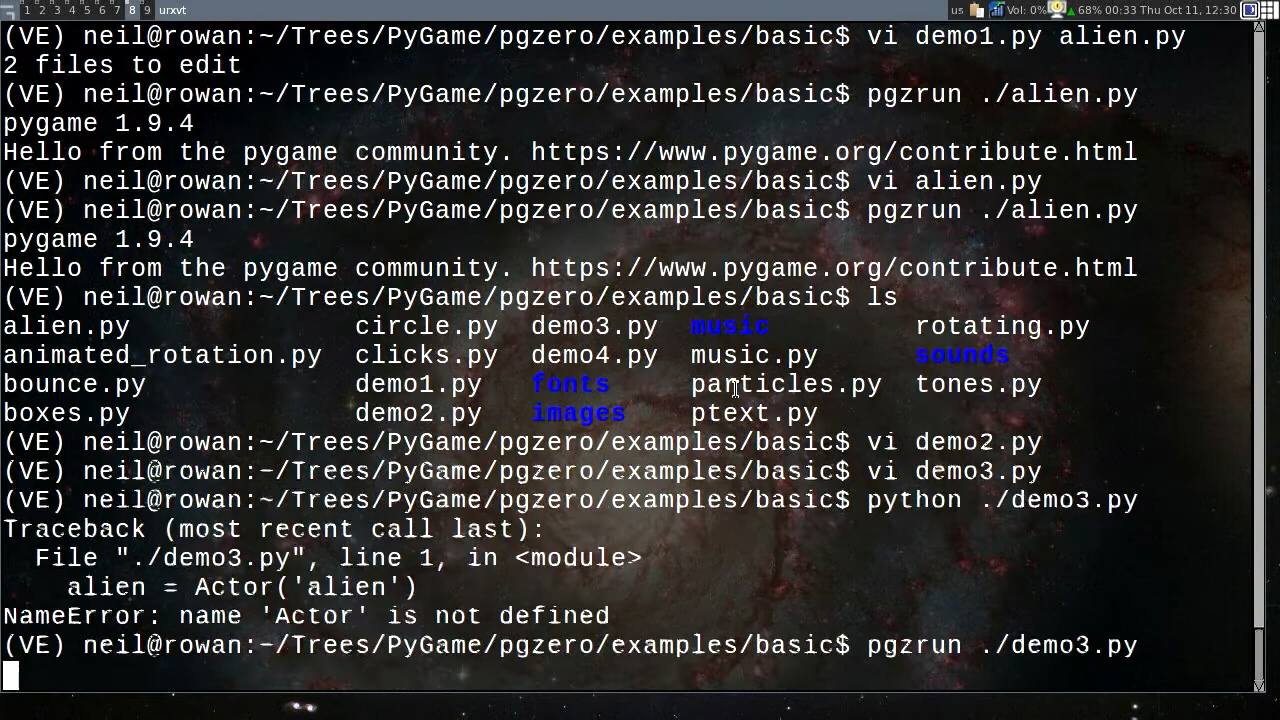 1 2 3 4 5 6 7 8 9 urxvt us Vol: 0% 68% 00:33 Thu Oct 11, 12:30
(VE) neil@rowan:~/Trees/PyGame/pgzero/examples/basic$ vi demo1.py alien.py
2 files to edit
(VE) neil@rowan:~/Trees/PyGame/pgzero/examples/basic$ pgzrun ./alien.py
pygame 1.9.4
Hello from the pygame community. https://www.pygame.org/contribute.html
(VE) neil@rowan:~/Trees/PyGame/pgzero/examples/basic$ vi alien.py
(VE) neil@rowan:~/Trees/PyGame/pgzero/examples/basic$ pgzrun ./alien.py
pygame 1.9.4
Hello from the pygame community. https://www.pygame.org/contribute.html
(VE) neil@rowan:~/Trees/PyGame/pgzero/examples/basic$ ls
alien.py circle.py demo3.py music rotating.py
animated_rotation.py clicks.py demo4.py music.py sounds
bounce.py demo1.py fonts particles.py tones.py
boxes.py demo2.py images ptext.py
(VE) neil@rowan:~/Trees/PyGame/pgzero/examples/basic$ vi demo2.py
(VE) neil@rowan:~/Trees/PyGame/pgzero/examples/basic$ vi demo3.py
(VE) neil@rowan:~/Trees/PyGame/pgzero/examples/basic$ python ./demo3.py
Traceback (most recent call last):
  File "./demo3.py", line 1, in <module>
    alien = Actor('alien')
NameError: name 'Actor' is not defined
(VE) neil@rowan:~/Trees/PyGame/pgzero/examples/basic$ pgzrun ./demo3.py